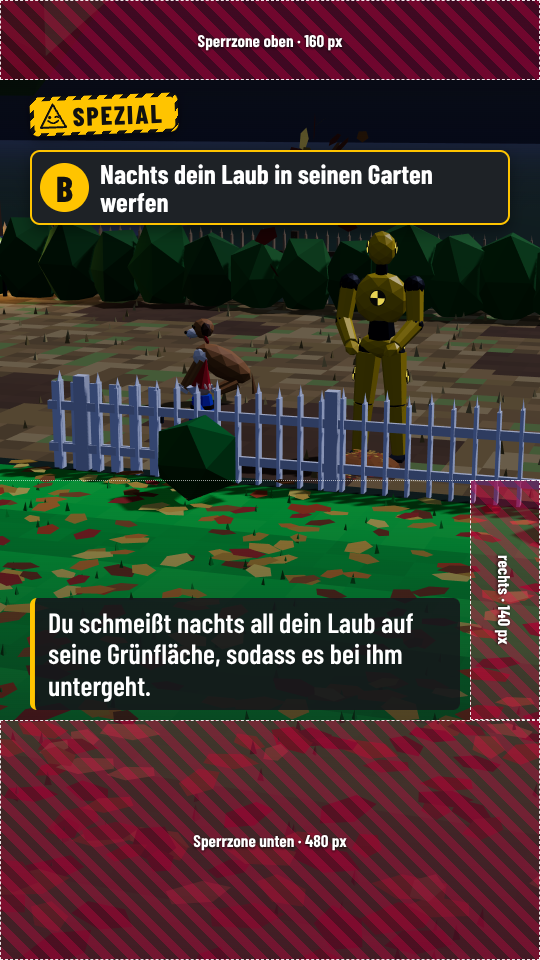 Sperrzone oben · 160 px
SPEZIAL
B
Nachts dein Laub in seinen Garten
werfen
rechts · 140 px
Du schmeißt nachts all dein Laub auf
seine Grünfläche, sodass es bei ihm
untergeht.
Sperrzone unten · 480 px